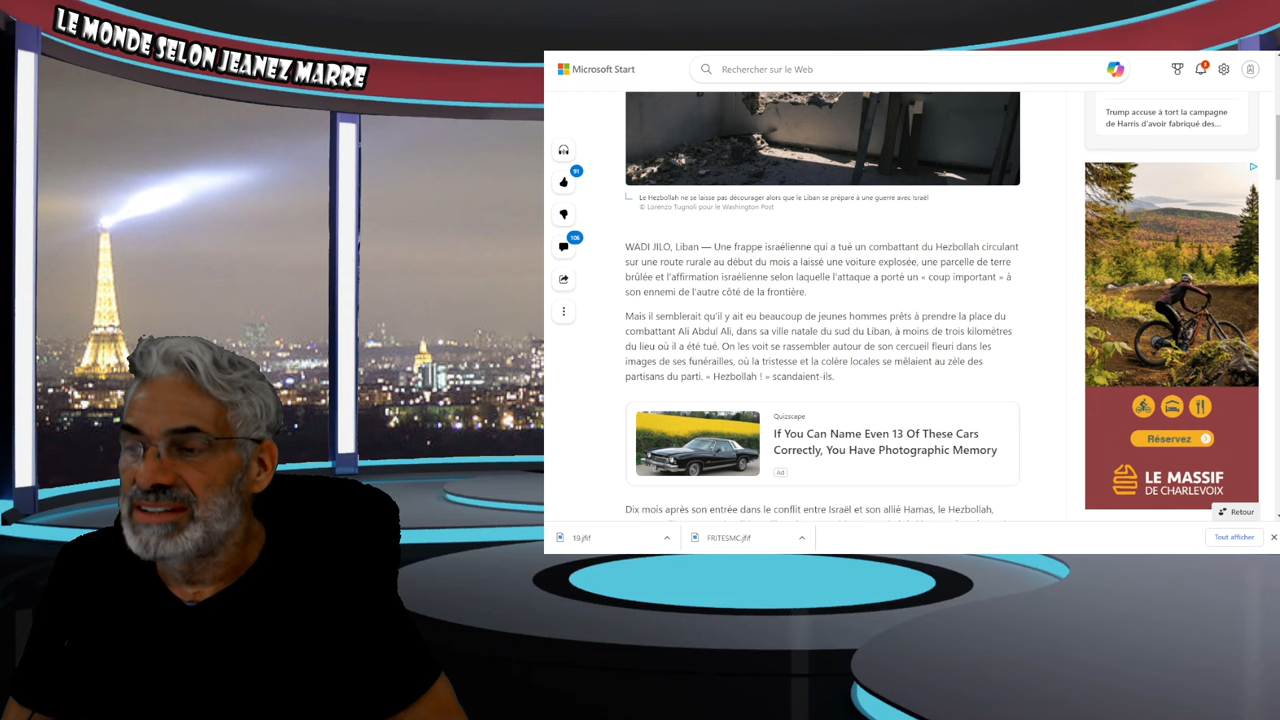 LE MONDE SELON JEANEZ MARRE
Microsoft Start
Rechercher sur le Web
3
Trump accuse à tort la campagne
de Harris d'avoir fabriqué des...
91
106
Le Hezbollah ne se laisse pas décourager alors que le Liban se prépare à une guerre avec Israël
© Lorenzo Tugnoli pour le Washington Post
WADI JILO, Liban — Une frappe israélienne qui a tué un combattant du Hezbollah circulant
sur une route rurale au début du mois a laissé une voiture explosée, une parcelle de terre
brûlée et l'affirmation israélienne selon laquelle l'attaque a porté un « coup important » à
son ennemi de l'autre côté de la frontière.
Mais il semblerait qu'il y ait eu beaucoup de jeunes hommes prêts à prendre la place du
combattant Ali Abdul Ali, dans sa ville natale du sud du Liban, à moins de trois kilomètres
du lieu où il a été tué. On les voit se rassembler autour de son cercueil fleuri dans les
images de ses funérailles, où la tristesse et la colère locales se mêlaient au zèle des
partisans du parti. « Hezbollah ! » scandaient-ils.
Quizscape
If You Can Name Even 13 Of These Cars
Correctly, You Have Photographic Memory
Ad
Dix mois après son entrée dans le conflit entre Israël et son allié Hamas, le Hezbollah,
Réservez
LE MASSIF
DE CHARLEVOIX
Retour
19.jfif
FRITESMC.jfif
Tout afficher